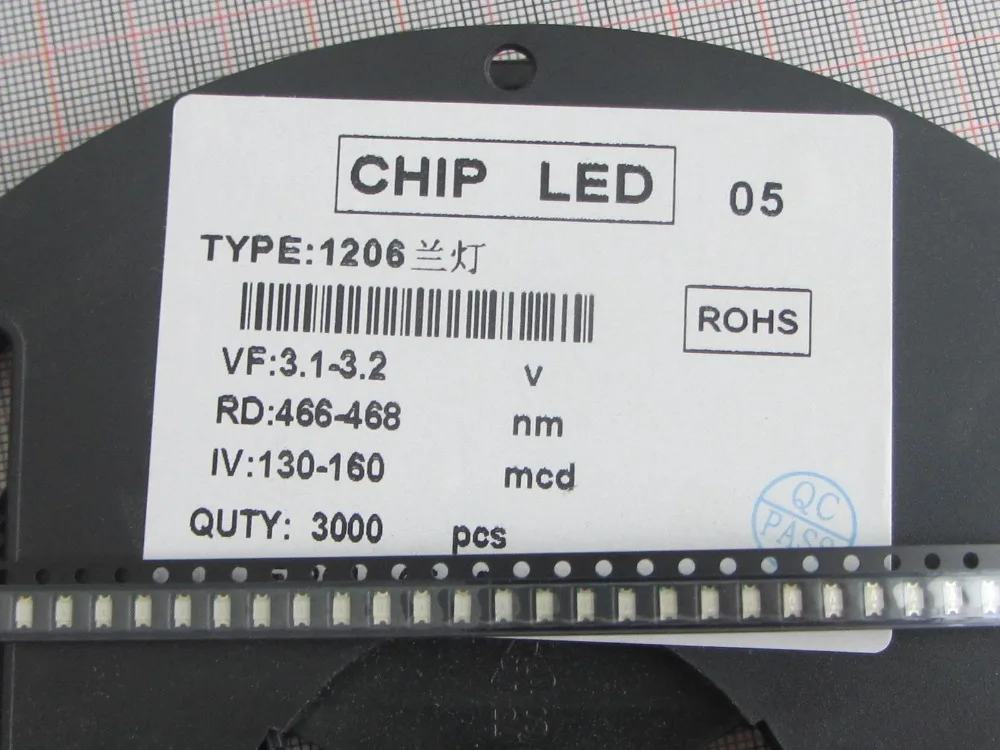 CHIP LED
05
TYPE:1206兰灯
ROHS
VF:3.1-3.2 v
RD:466-468 nm
IV:130-160 mcd
QC
PASS
QUTY: 3000 pcs